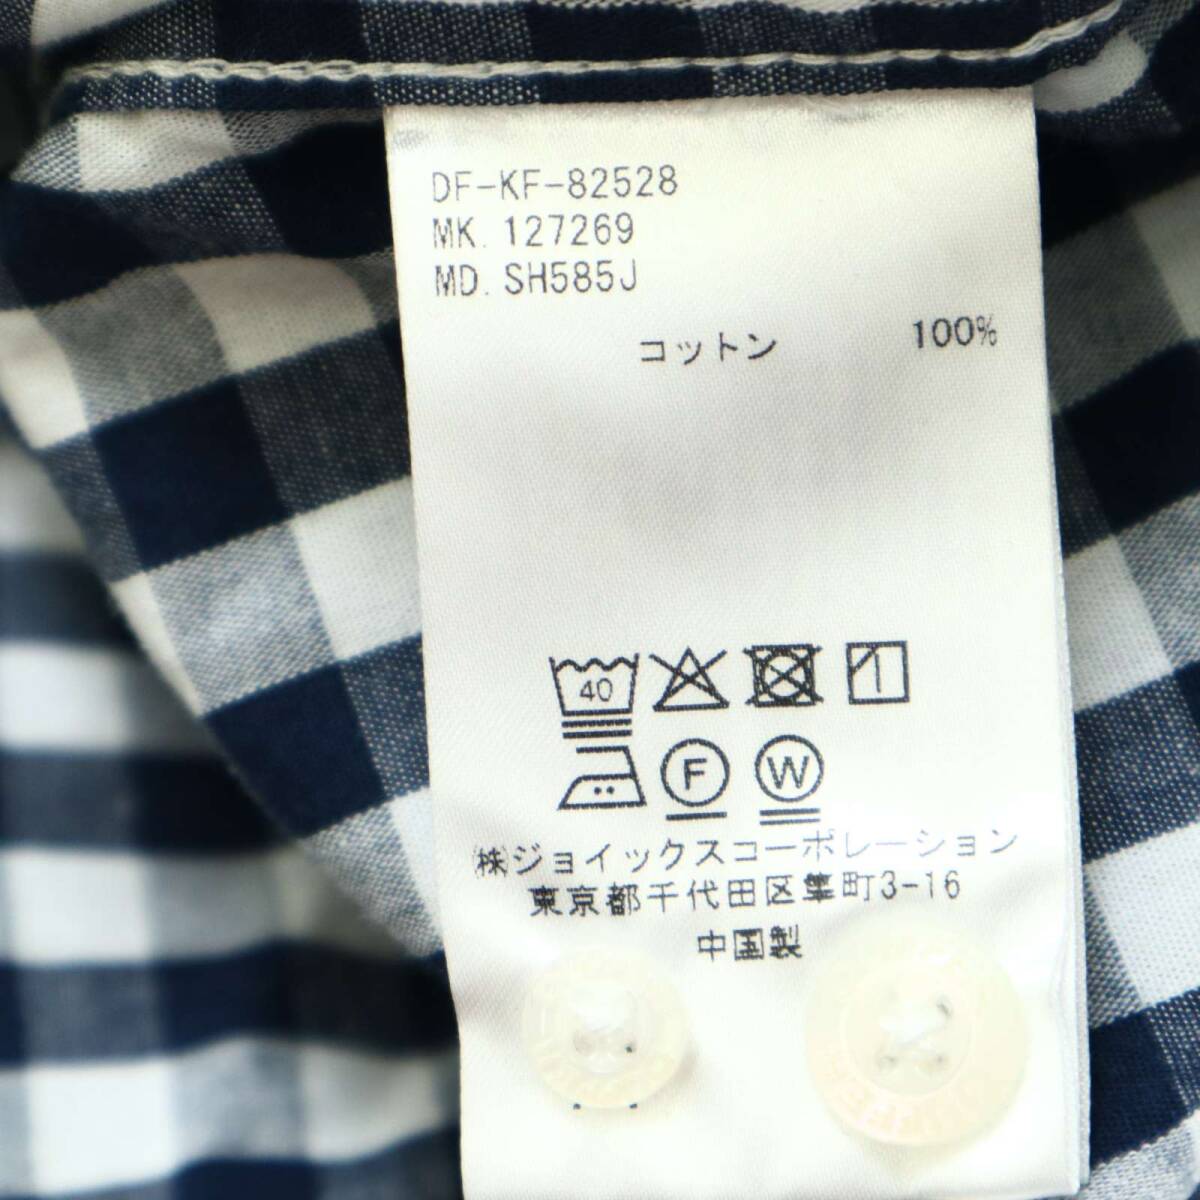 DF-KF-82528
MK. 127269
MD. SH585J
コットン 100%
40
F
W
㈱ジョイックスコーポレーション
東京都千代田区隼町3-16
中国製